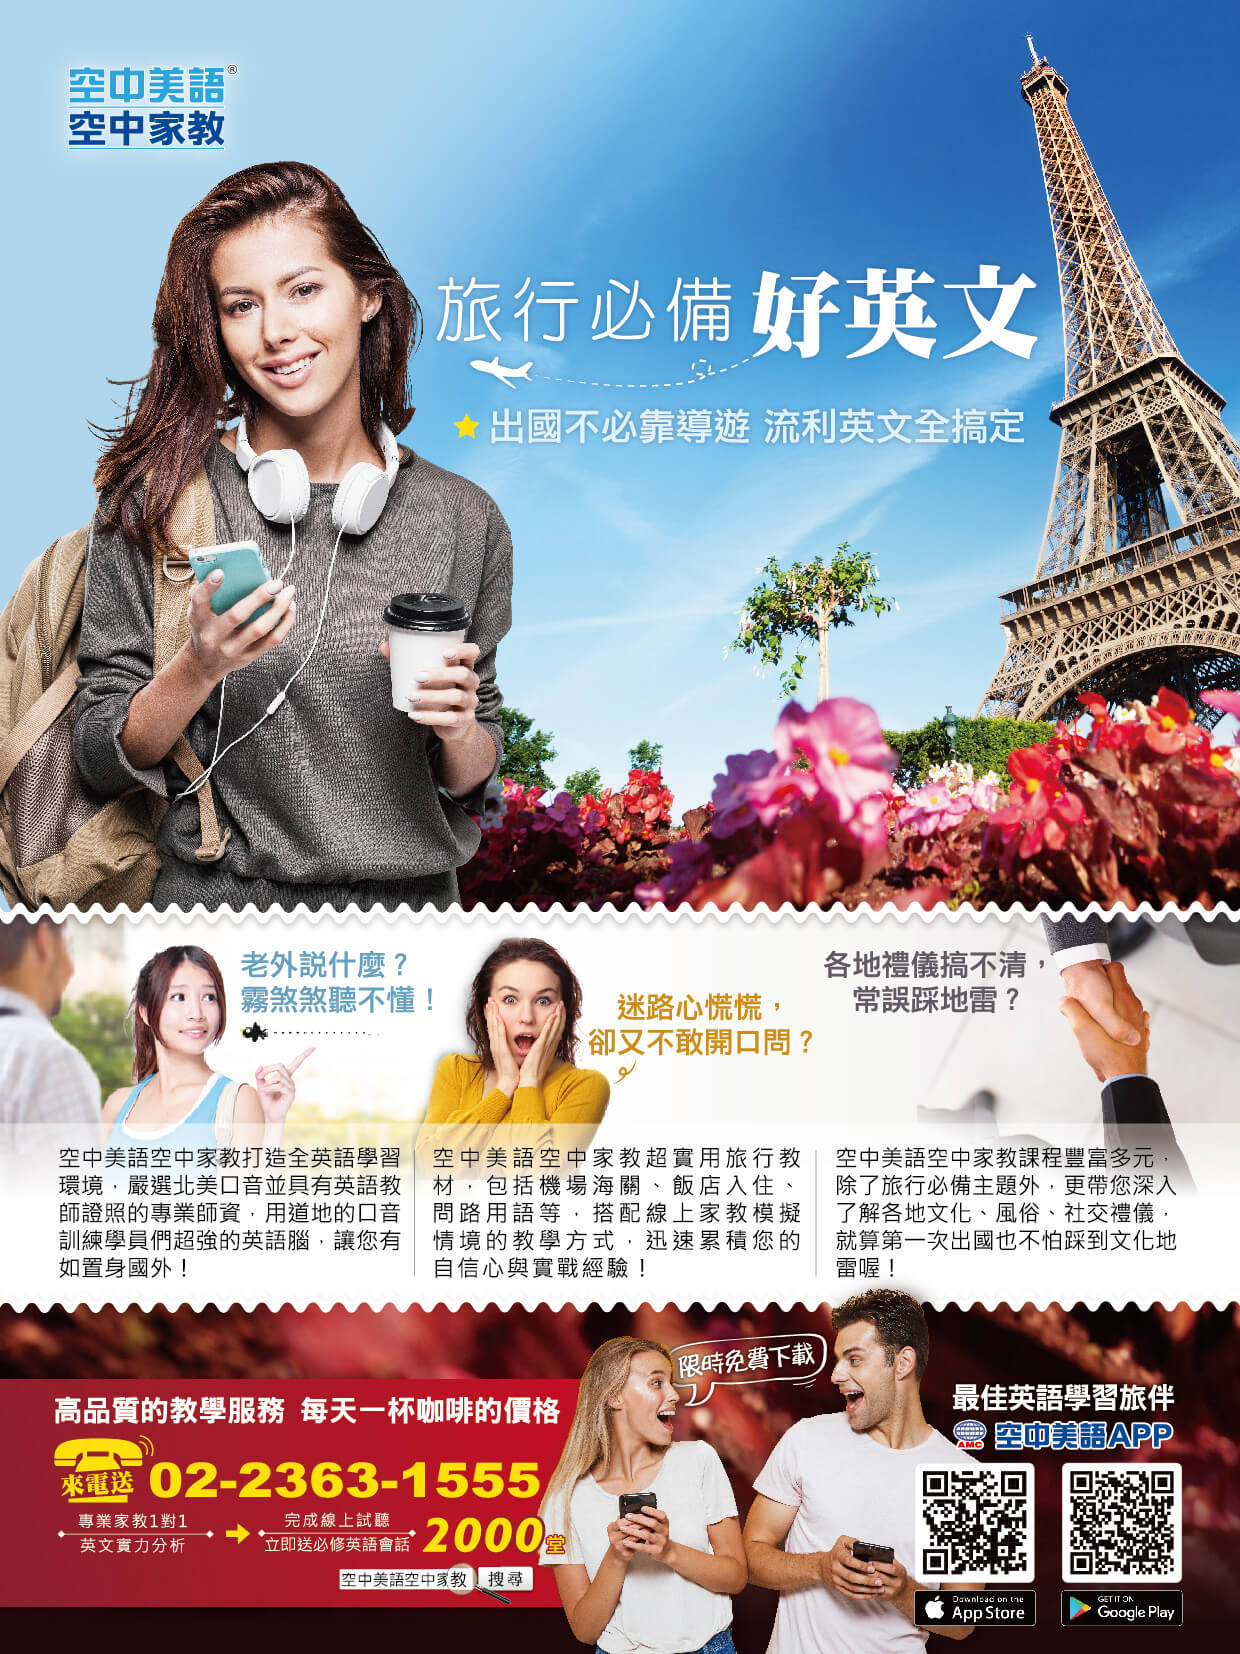 空中美語®
空中家教
旅行必備 好英文
出國不必靠導遊 流利英文全搞定
老外說什麼？
霧煞煞聽不懂！
迷路心慌慌，
卻又不敢開口問？
各地禮儀搞不清，
常誤踩地雷？
空中美語空中家教打造全英語學習
環境，嚴選北美口音並具有英語教
師證照的專業師資，用道地的口音
訓練學員們超強的英語腦，讓您有
如置身國外！
空中美語空中家教超實用旅行教
材，包括機場海關、飯店入住、
問路用語等，搭配線上家教模擬
情境的教學方式，迅速累積您的
自信心與實戰經驗！
空中美語空中家教課程豐富多元，
除了旅行必備主題外，更帶您深入
了解各地文化、風俗、社交禮儀，
就算第一次出國也不怕踩到文化地
雷喔！
高品質的教學服務 每天一杯咖啡的價格
來電送 02-2363-1555
專業家教1對1
英文實力分析
完成線上試聽
立即送必修英語會話 2000堂
空中美語空中家教 搜尋
限時免費下載
最佳英語學習旅伴
AMC 空中美語APP
Download on the
App Store
GET IT ON
Google Play